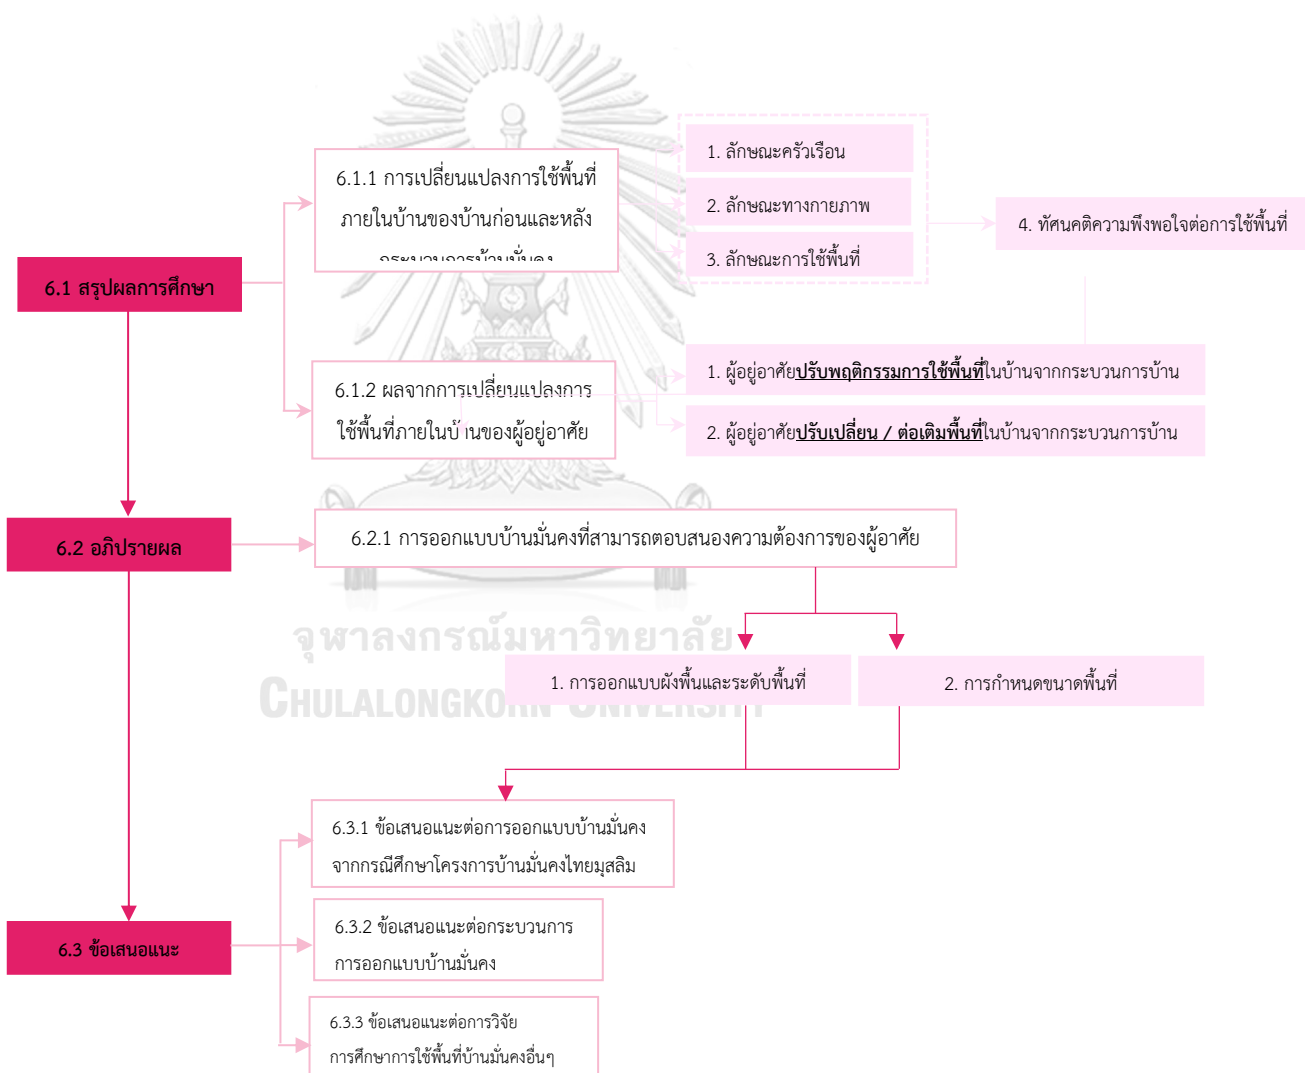 6.1 สรุปผลการศึกษา
6.1.1 การเปลี่ยนแปลงการใช้พื้นที่
ภายในบ้านของบ้านก่อนและหลัง
กระบวนการบ้านมั่นคง
1. ลักษณะครัวเรือน
2. ลักษณะทางกายภาพ
3. ลักษณะการใช้พื้นที่
4. ทัศนคติความพึงพอใจต่อการใช้พื้นที่
6.1.2 ผลจากการเปลี่ยนแปลงการ
ใช้พื้นที่ภายในบ้านของผู้อยู่อาศัย
1. ผู้อยู่อาศัยปรับพฤติกรรมการใช้พื้นที่ในบ้านจากกระบวนการบ้าน
2. ผู้อยู่อาศัยปรับเปลี่ยน / ต่อเติมพื้นที่ในบ้านจากกระบวนการบ้าน
6.2 อภิปรายผล
6.2.1 การออกแบบบ้านมั่นคงที่สามารถตอบสนองความต้องการของผู้อาศัย
จุฬาลงกรณ์มหาวิทยาลัย
CHULALONGKORN UNIVERSITY
1. การออกแบบผังพื้นและระดับพื้นที่
2. การกำหนดขนาดพื้นที่
6.3 ข้อเสนอแนะ
6.3.1 ข้อเสนอแนะต่อการออกแบบบ้านมั่นคง
จากกรณีศึกษาโครงการบ้านมั่นคงไทยมุสลิม
6.3.2 ข้อเสนอแนะต่อกระบวนการ
การออกแบบบ้านมั่นคง
6.3.3 ข้อเสนอแนะต่อการวิจัย
การศึกษาการใช้พื้นที่บ้านมั่นคงอื่นๆ